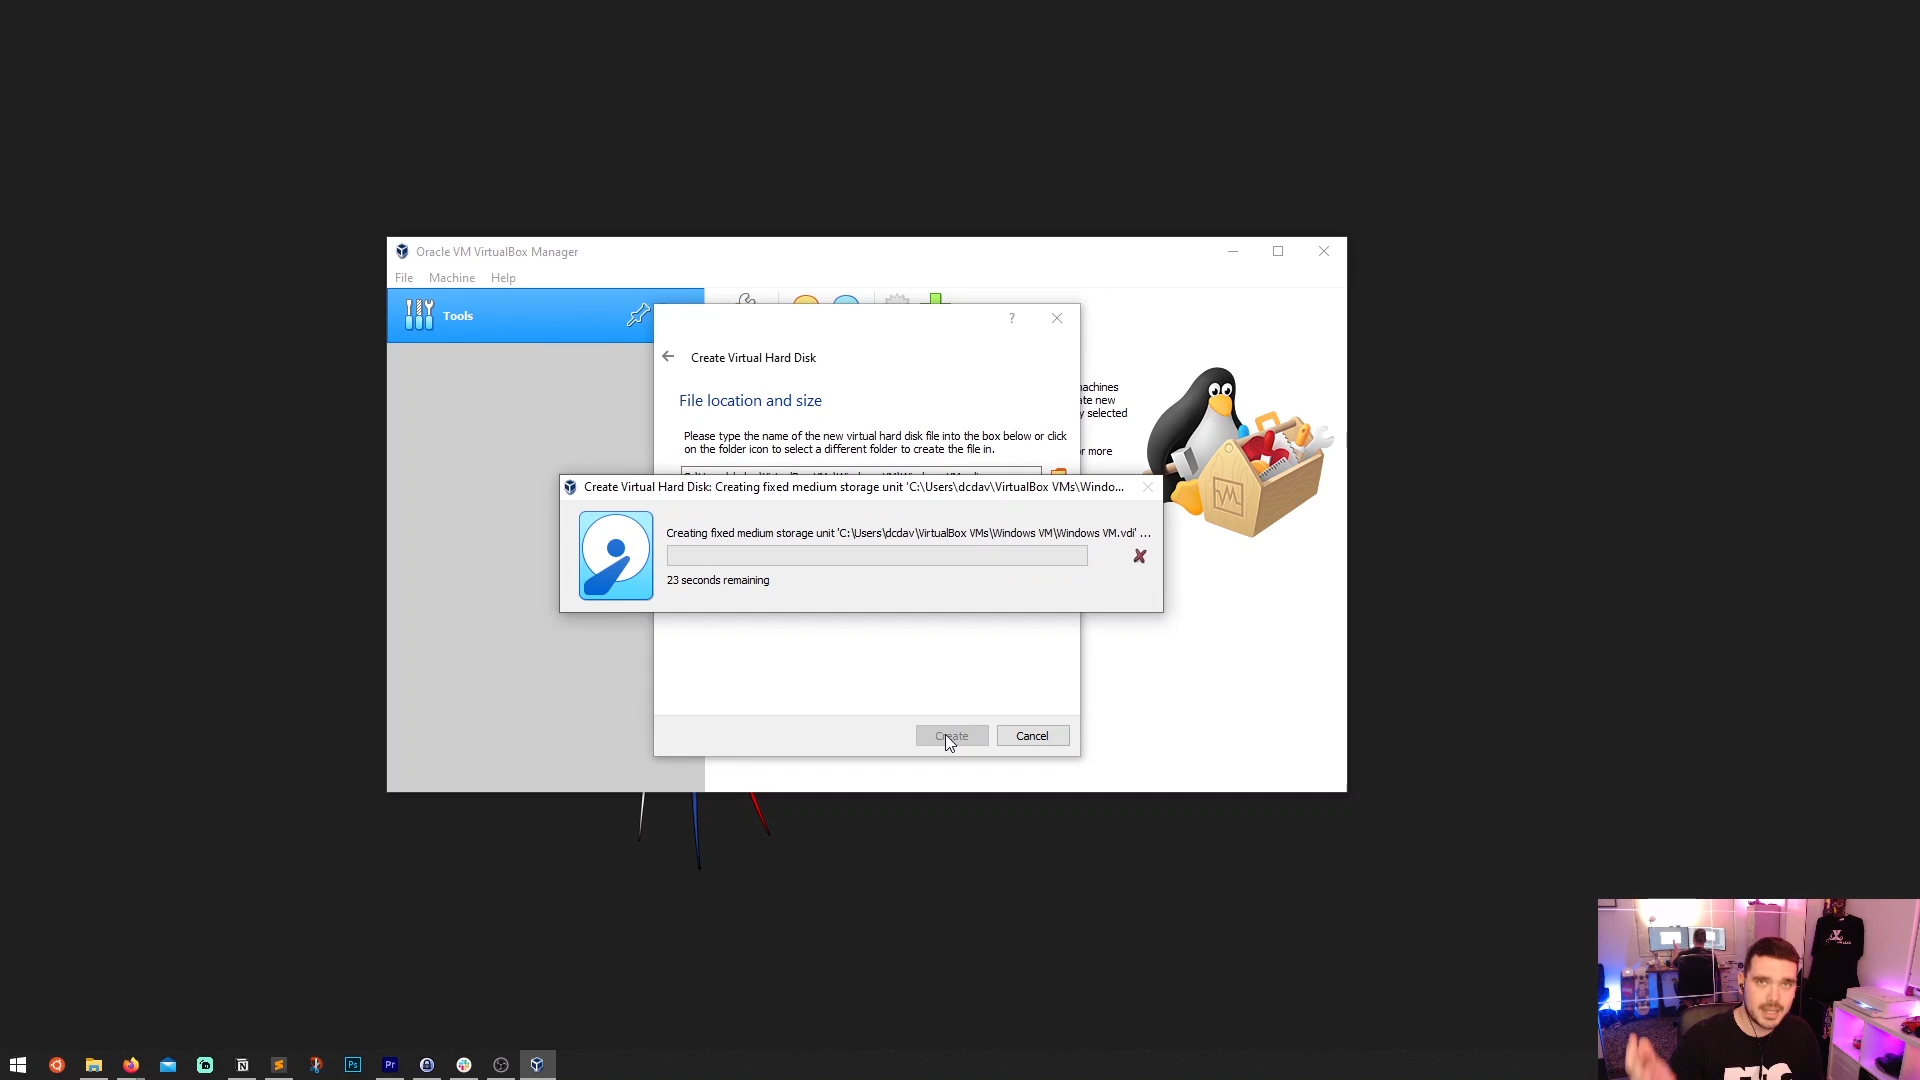 Oracle VM VirtualBox Manager
File Machine Help
Tools
?
Create Virtual Hard Disk
File location and size
achines
ate new
y selected
Please type the name of the new virtual hard disk file into the box below or click
on the folder icon to select a different folder to create the file in.
or more
Create Virtual Hard Disk: Creating fixed medium storage unit 'C:\Users\dcdav\VirtualBox VMs\Windo...
Creating fixed medium storage unit 'C:\Users\dcdav\VirtualBox VMs\Windows VM\Windows VM.vdi' ...
23 seconds remaining
Create Cancel
Ps
Pr